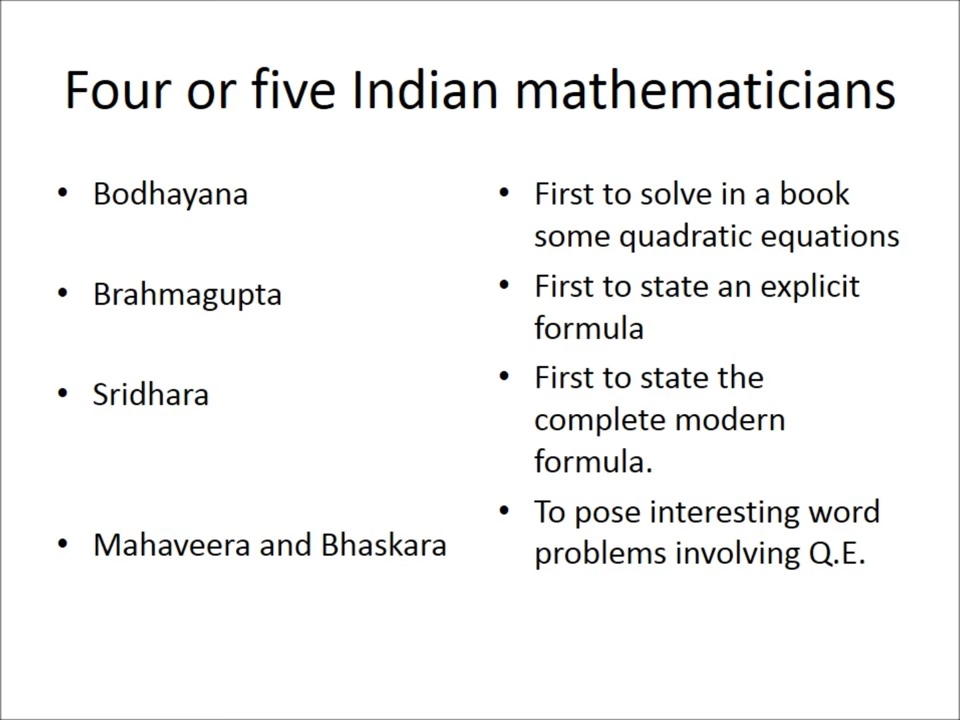 Four or five Indian mathematicians
• Bodhayana
• Brahmagupta
• Sridhara
• Mahaveera and Bhaskara
• First to solve in a book
some quadratic equations
• First to state an explicit
formula
• First to state the
complete modern
formula.
• To pose interesting word
problems involving Q.E.